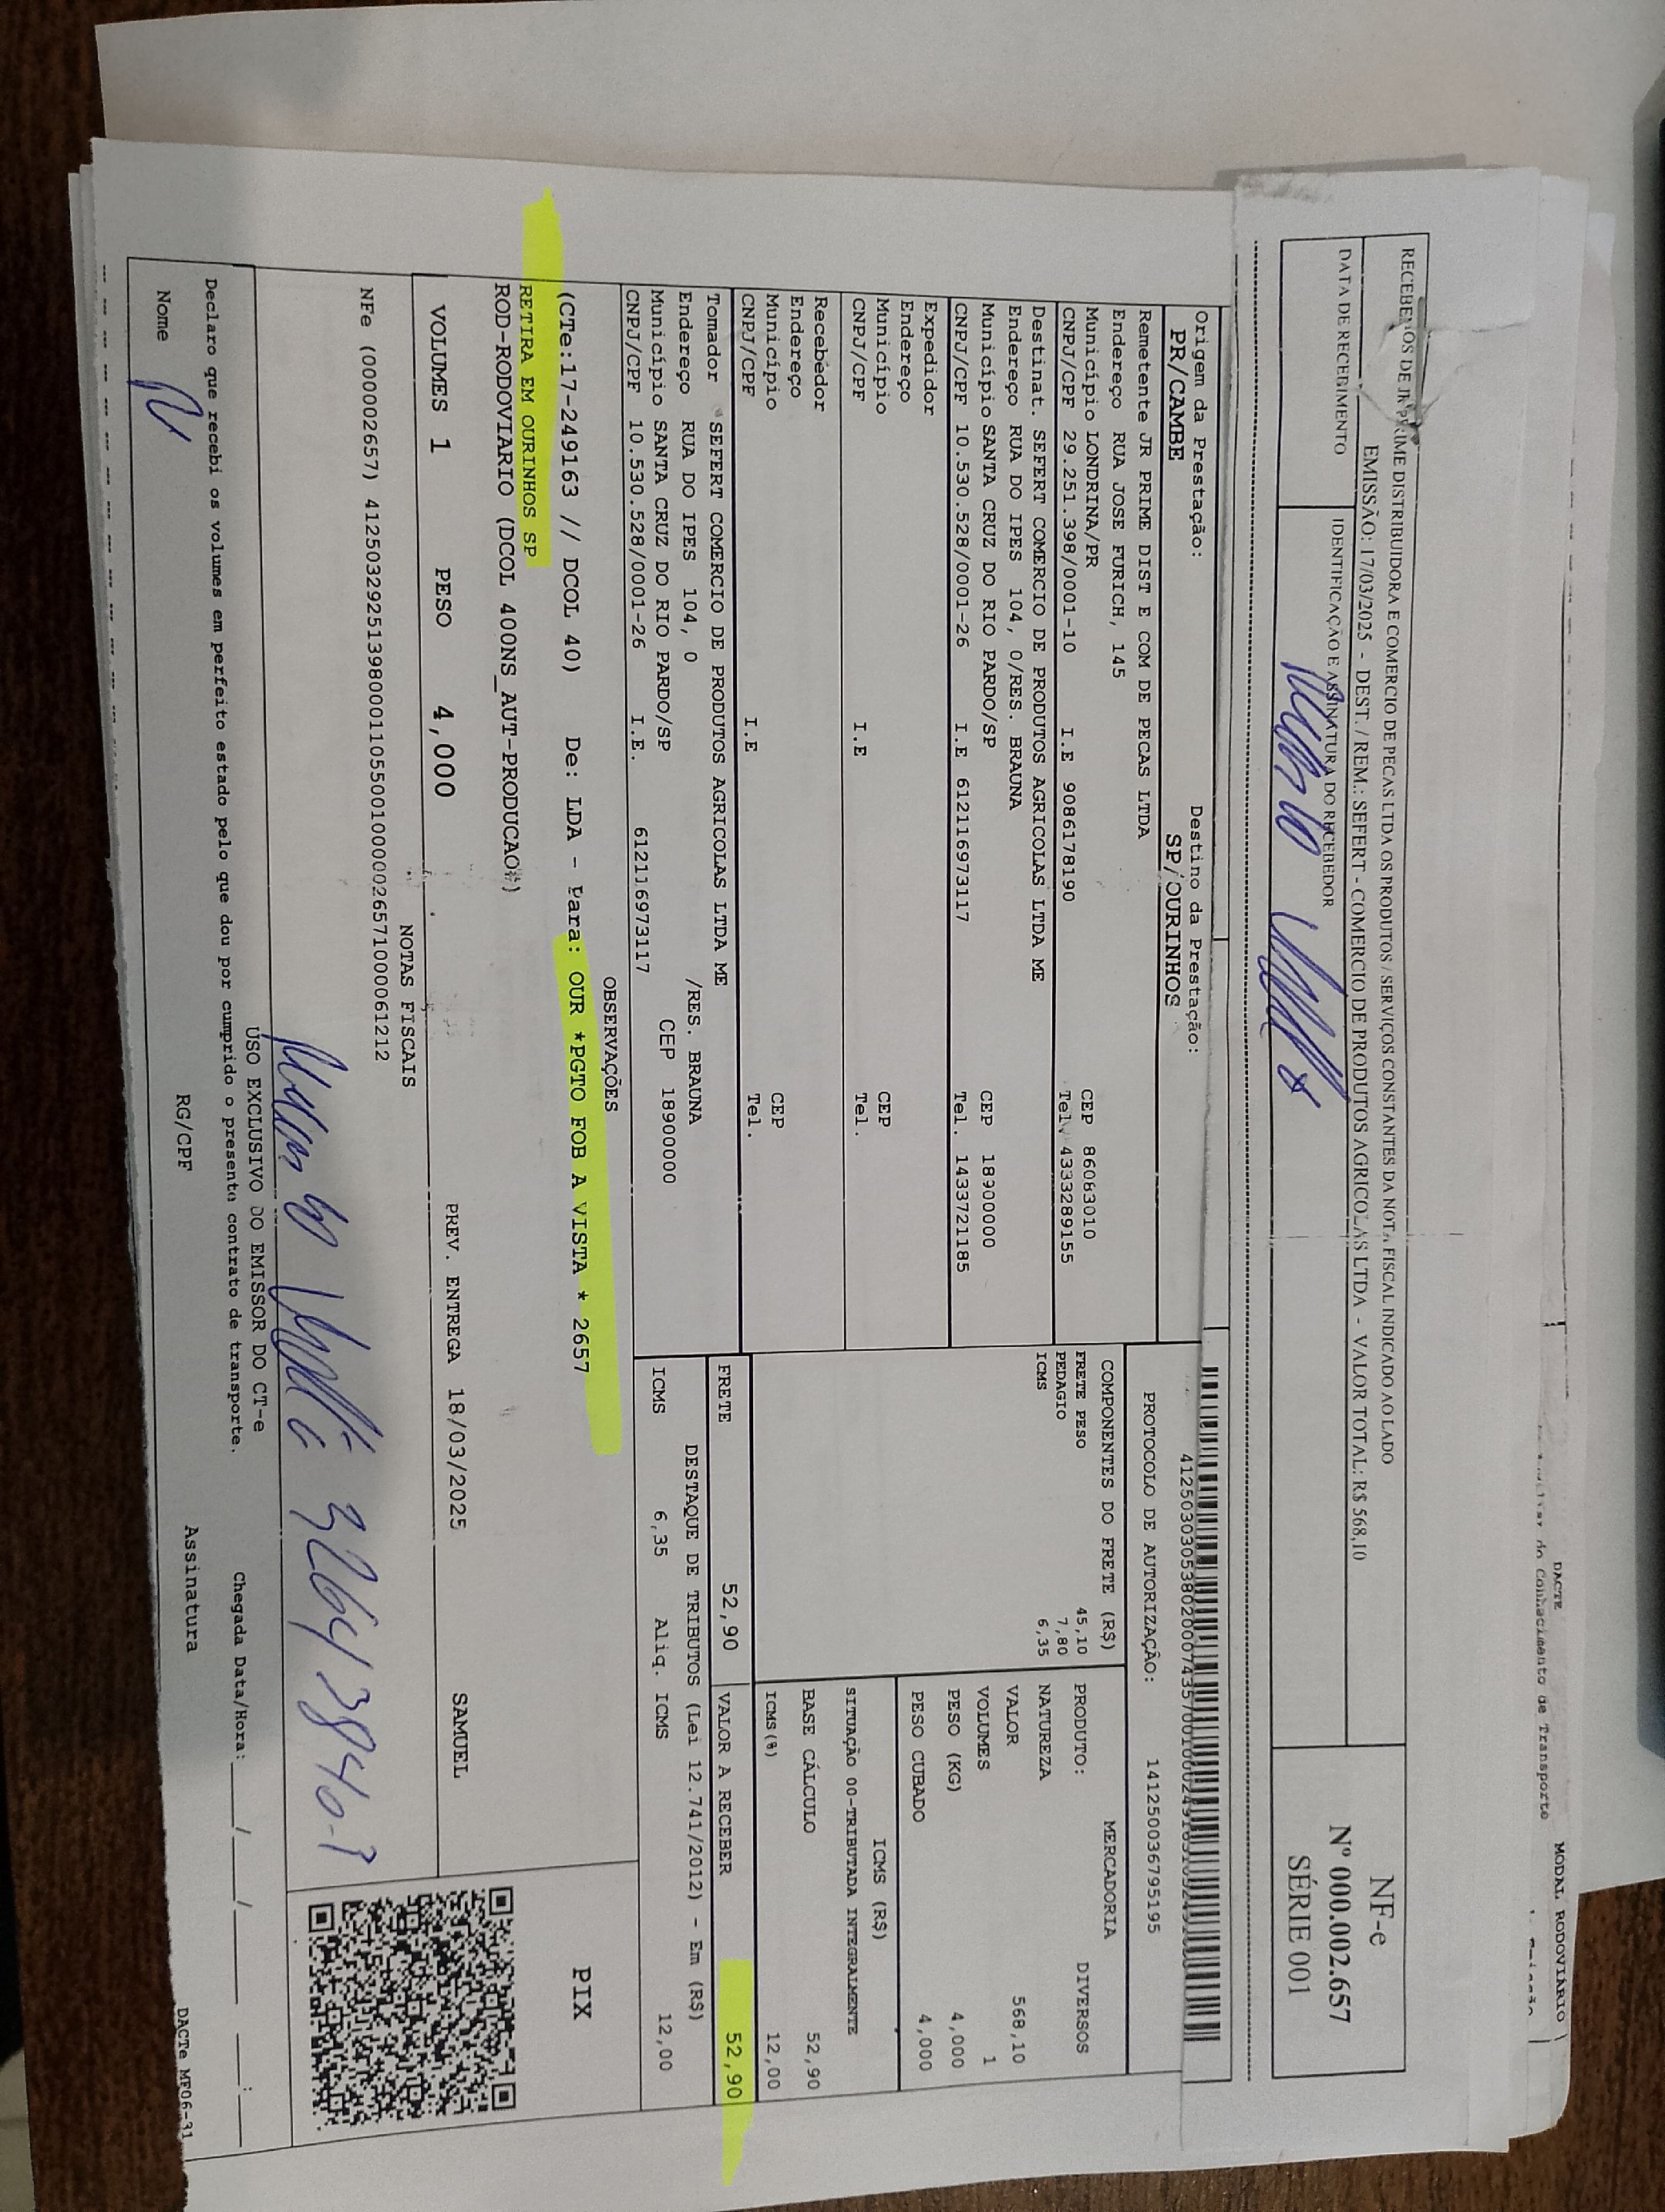 DACTE
MODAL RODOVIÁRIO
do Conhecimento de Transporte
RECEBEMOS DE JR PRIME DISTRIBUIDORA E COMERCIO DE PECAS LTDA OS PRODUTOS / SERVIÇOS CONSTANTES DA NOTA FISCAL INDICADO AO LADO
EMISSÃO: 17/03/2025 - DEST. / REM.: SEFERT - COMERCIO DE PRODUTOS AGRICOLAS LTDA - VALOR TOTAL: R$ 568,10
DATA DE RECEBIMENTO
IDENTIFICAÇÃO E ASSINATURA DO RECEBEDOR
NF-e
Nº 000.002.657
SÉRIE 001
Origem da Prestação:
PR/CAMBE
Destino da Prestação:
SP/OURINHOS
Remetente JR PRIME DIST E COM DE PECAS LTDA
Endereço RUA JOSE FURICH, 145
Município LONDRINA/PR CEP 86083010
CNPJ/CPF 29.251.398/0001-10 I.E 9086178190 Tel. 4333289155
Destinat. SEFERT COMERCIO DE PRODUTOS AGRICOLAS LTDA ME
Endereço RUA DO IPES 104, 0/RES. BRAUNA
Município SANTA CRUZ DO RIO PARDO/SP CEP 18900000
CNPJ/CPF 10.530.528/0001-26 I.E 612116973117 Tel. 1433721185
Expedidor
Endereço
Município CEP
CNPJ/CPF I.E Tel.
Recebedor
Endereço
Município CEP
CNPJ/CPF I.E Tel.
Tomador SEFERT COMERCIO DE PRODUTOS AGRICOLAS LTDA ME
Endereço RUA DO IPES 104, 0 /RES. BRAUNA
Município SANTA CRUZ DO RIO PARDO/SP CEP 18900000
CNPJ/CPF 10.530.528/0001-26 I.E. 612116973117
PROTOCOLO DE AUTORIZAÇÃO: 141250036795195
COMPONENTES DO FRETE (R$)
FRETE PESO 45,10
PEDAGIO 7,80
ICMS 6,35
MERCADORIA
PRODUTO: DIVERSOS
NATUREZA
VALOR 568,10
VOLUMES 1
PESO (KG) 4,000
PESO CUBADO 4,000
ICMS (R$)
SITUAÇÃO 00-TRIBUTADA INTEGRALMENTE
BASE CÁLCULO 52,90
ICMS(%) 12,00
FRETE 52,90
VALOR A RECEBER 52,90
DESTAQUE DE TRIBUTOS (Lei 12.741/2012) - Em (R$)
ICMS 6,35 Aliq. ICMS 12,00
OBSERVAÇÕES
(CTe:17-249163 // DCOL 40) De: LDA - Para: OUR *PGTO FOB A VISTA * 2657
RETIRA EM OURINHOS SP
ROD-RODOVIARIO (DCOL 400NS_AUT-PRODUCAO#)
PIX
VOLUMES 1 PESO 4,000
PREV. ENTREGA 18/03/2025
SAMUEL
NOTAS FISCAIS
NFe (000002657) 41250329251398000110550010000026571000061212
USO EXCLUSIVO DO EMISSOR DO CT-e
Declaro que recebi os volumes em perfeito estado pelo que dou por cumprido o presente contrato de transporte.
Chegada Data/Hora: ___/___/___ ___:___
Nome RG/CPF Assinatura
DACTe MF06-31